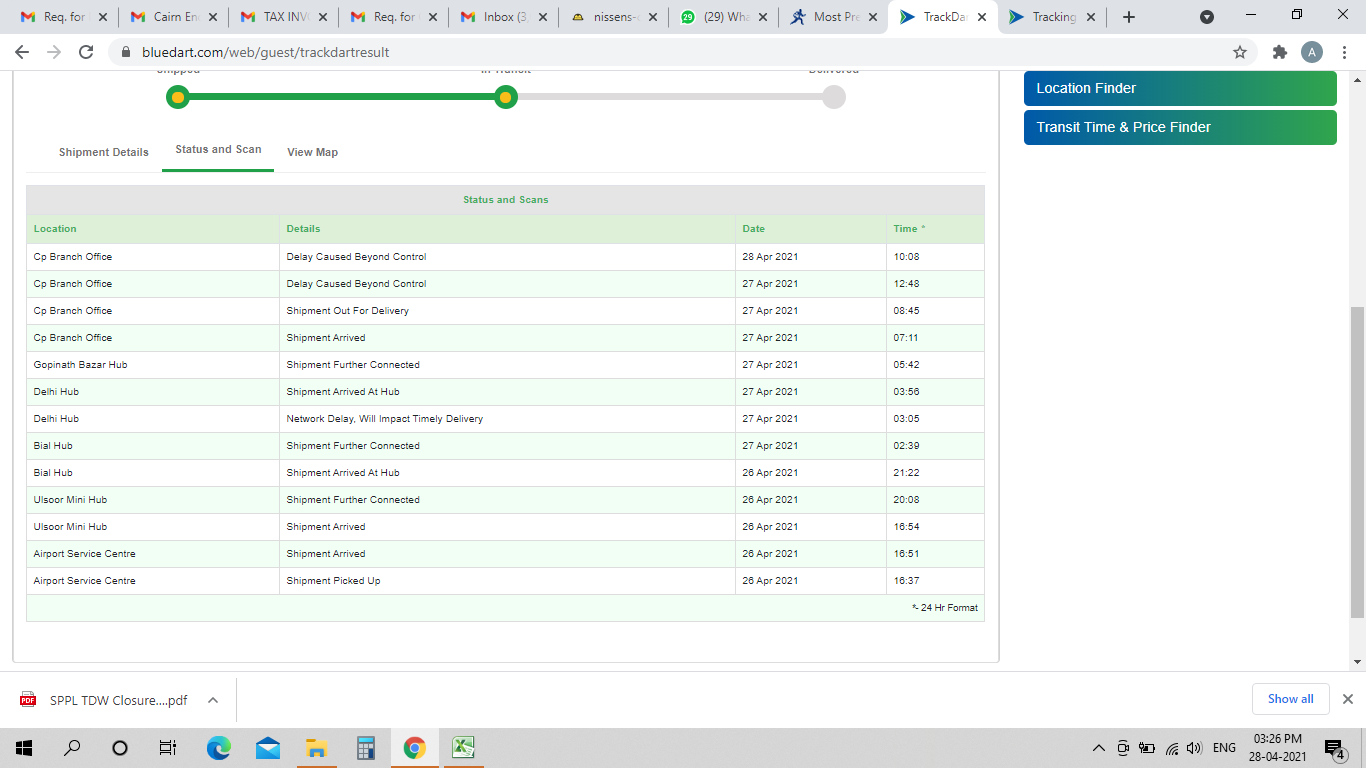 Req. for
Cairn En
TAX INV
Req. for
Inbox (3
nissens-
(29) Wha
Most Pre
TrackDar
Tracking
bluedart.com/web/guest/trackdartresult
A
Shipped In Transit Delivered
Location Finder
Transit Time & Price Finder
Shipment Details Status and Scan View Map
Status and Scans
Location Details Date Time *
Cp Branch Office Delay Caused Beyond Control 28 Apr 2021 10:08
Cp Branch Office Delay Caused Beyond Control 27 Apr 2021 12:48
Cp Branch Office Shipment Out For Delivery 27 Apr 2021 08:45
Cp Branch Office Shipment Arrived 27 Apr 2021 07:11
Gopinath Bazar Hub Shipment Further Connected 27 Apr 2021 05:42
Delhi Hub Shipment Arrived At Hub 27 Apr 2021 03:56
Delhi Hub Network Delay, Will Impact Timely Delivery 27 Apr 2021 03:05
Bial Hub Shipment Further Connected 27 Apr 2021 02:39
Bial Hub Shipment Arrived At Hub 26 Apr 2021 21:22
Ulsoor Mini Hub Shipment Further Connected 26 Apr 2021 20:08
Ulsoor Mini Hub Shipment Arrived 26 Apr 2021 16:54
Airport Service Centre Shipment Arrived 26 Apr 2021 16:51
Airport Service Centre Shipment Picked Up 26 Apr 2021 16:37
*- 24 Hr Format
PDF SPPL TDW Closure....pdf
Show all
ENG
03:26 PM
28-04-2021
4